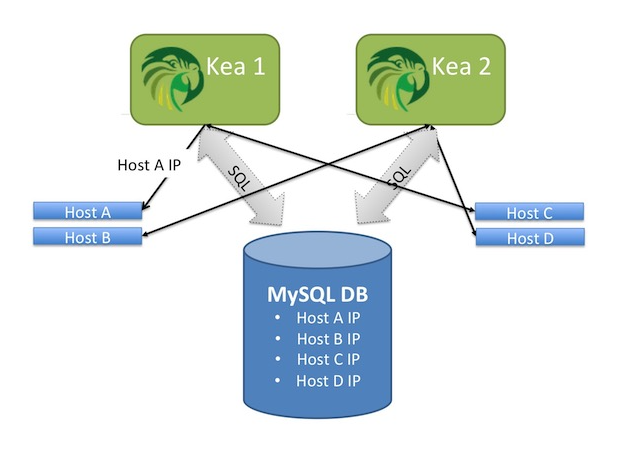 Kea 1
Kea 2
Host A IP
SQL
SQL
Host A
Host B
Host C
Host D
MySQL DB
• Host A IP
• Host B IP
• Host C IP
• Host D IP